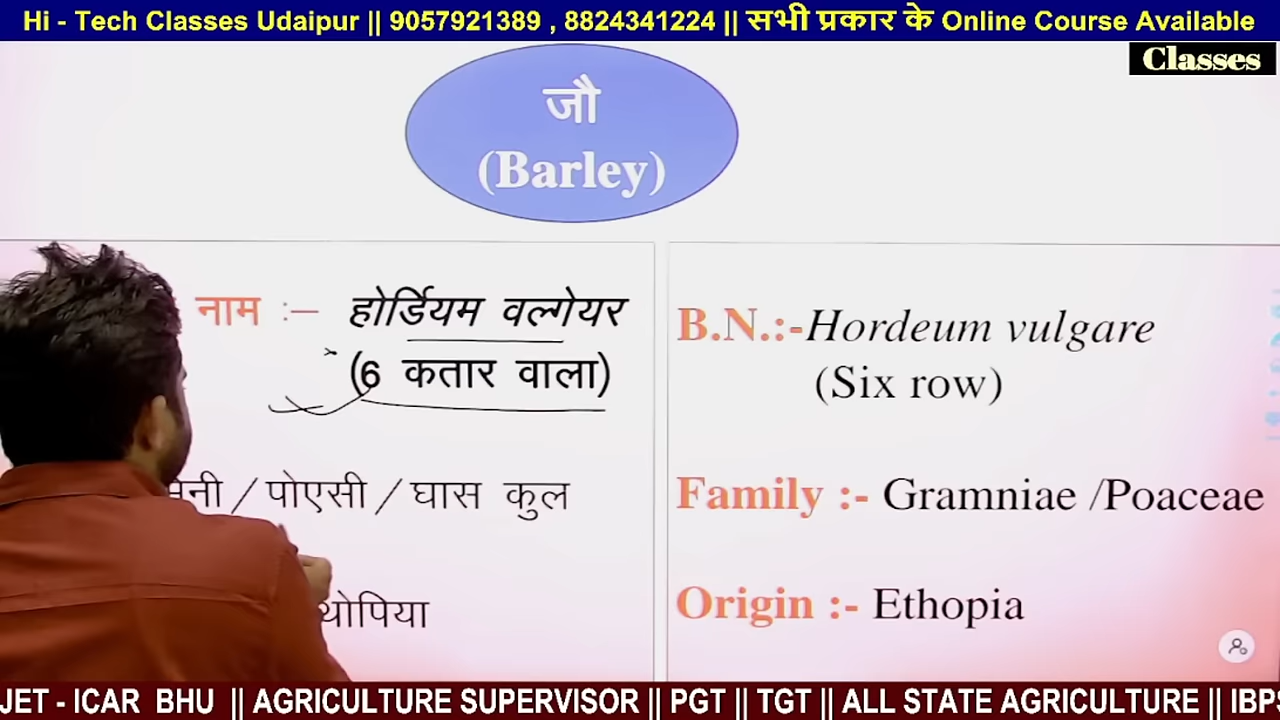 Hi - Tech Classes Udaipur || 9057921389 , 8824341224 || सभी प्रकार के Online Course Available
Classes
जौ
(Barley)
नाम :– होर्डियम वल्गेयर
(6 कतार वाला)
/ पोएसी / घास कुल
B.N.:-Hordeum vulgare
(Six row)
Family :- Gramniae /Poaceae
Origin :- Ethopia
JET - ICAR BHU || AGRICULTURE SUPERVISOR || PGT || TGT || ALL STATE AGRICULTURE || IBPS